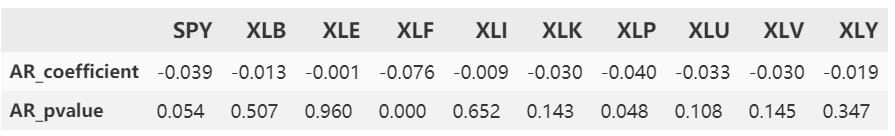 SPY XLB XLE XLF XLI XLK XLP XLU XLV XLY
AR_coefficient -0.039 -0.013 -0.001 -0.076 -0.009 -0.030 -0.040 -0.033 -0.030 -0.019
AR_pvalue 0.054 0.507 0.960 0.000 0.652 0.143 0.048 0.108 0.145 0.347